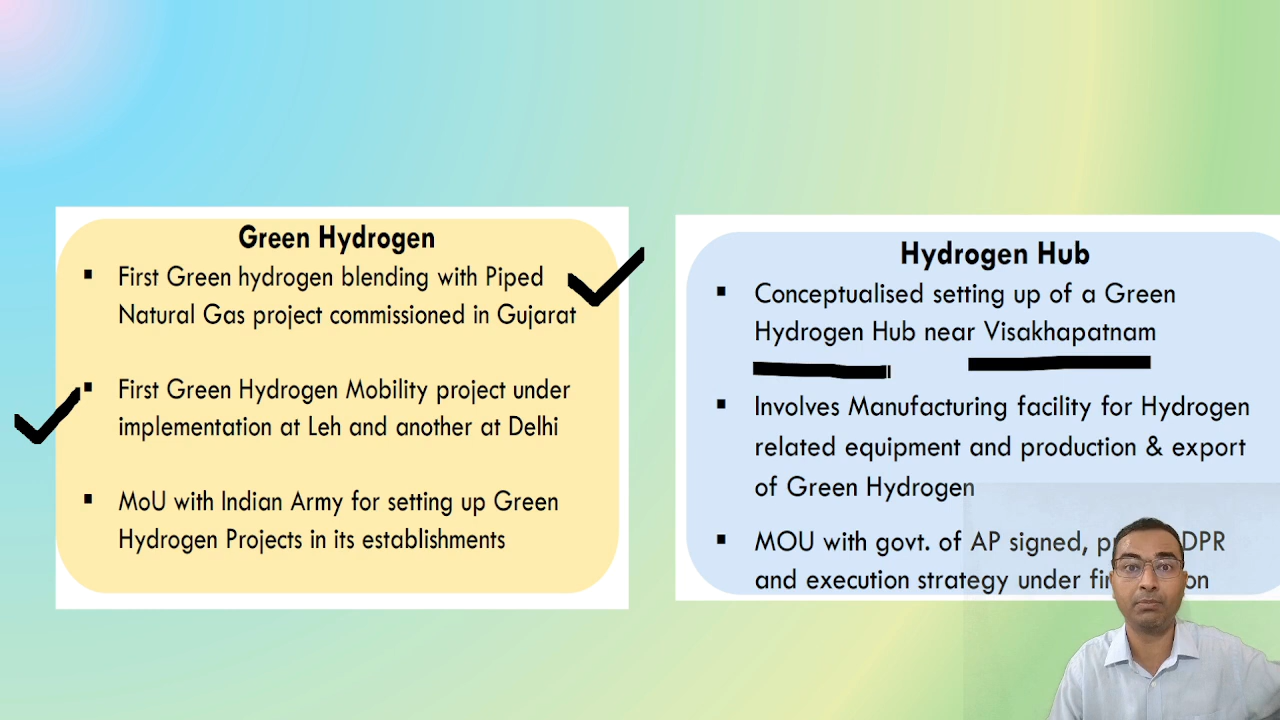 Green Hydrogen
▪ First Green hydrogen blending with Piped
Natural Gas project commissioned in Gujarat
▪ First Green Hydrogen Mobility project under
implementation at Leh and another at Delhi
▪ MoU with Indian Army for setting up Green
Hydrogen Projects in its establishments
Hydrogen Hub
▪ Conceptualised setting up of a Green
Hydrogen Hub near Visakhapatnam
▪ Involves Manufacturing facility for Hydrogen
related equipment and production & export
of Green Hydrogen
▪ MOU with govt. of AP signed, DPR
and execution strategy under